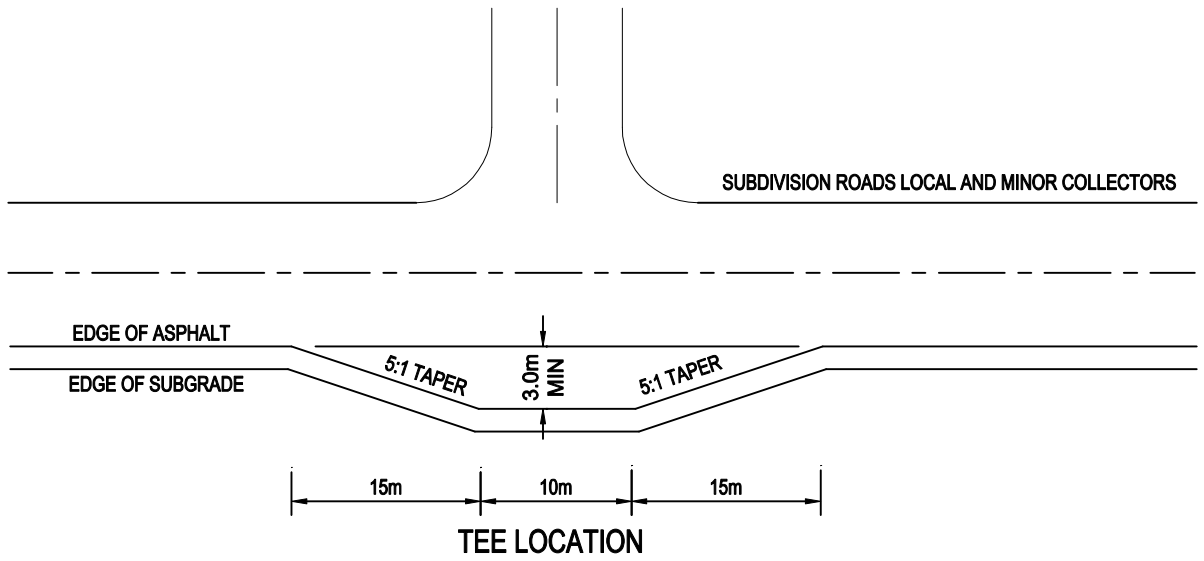 SUBDIVISION ROADS LOCAL AND MINOR COLLECTORS
EDGE OF ASPHALT
EDGE OF SUBGRADE
5:1 TAPER
3.0m
MIN
5:1 TAPER
15m
10m
15m
TEE LOCATION